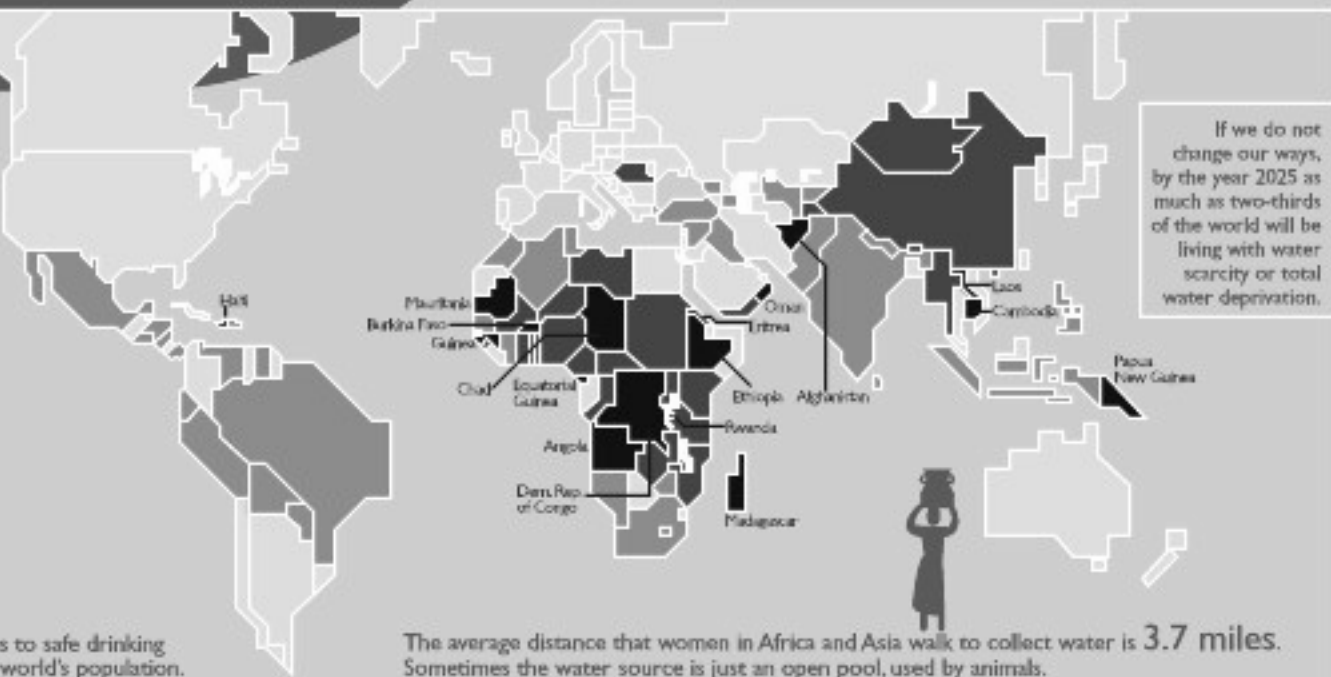 If we do not
change our ways,
by the year 2025 as
much as two-thirds
of the world will be
living with water
scarcity or total
water deprivation.
Haiti
Mauritania
Burkina Faso
Guinea
Chad
Equatorial
Guinea
Angola
Dem. Rep.
of Congo
Oman
Eritrea
Ethiopia
Afghanistan
Rwanda
Madagascar
Laos
Cambodia
Papua
New Guinea
s to safe drinking
world's population.
The average distance that women in Africa and Asia walk to collect water is 3.7 miles.
Sometimes the water source is just an open pool, used by animals.